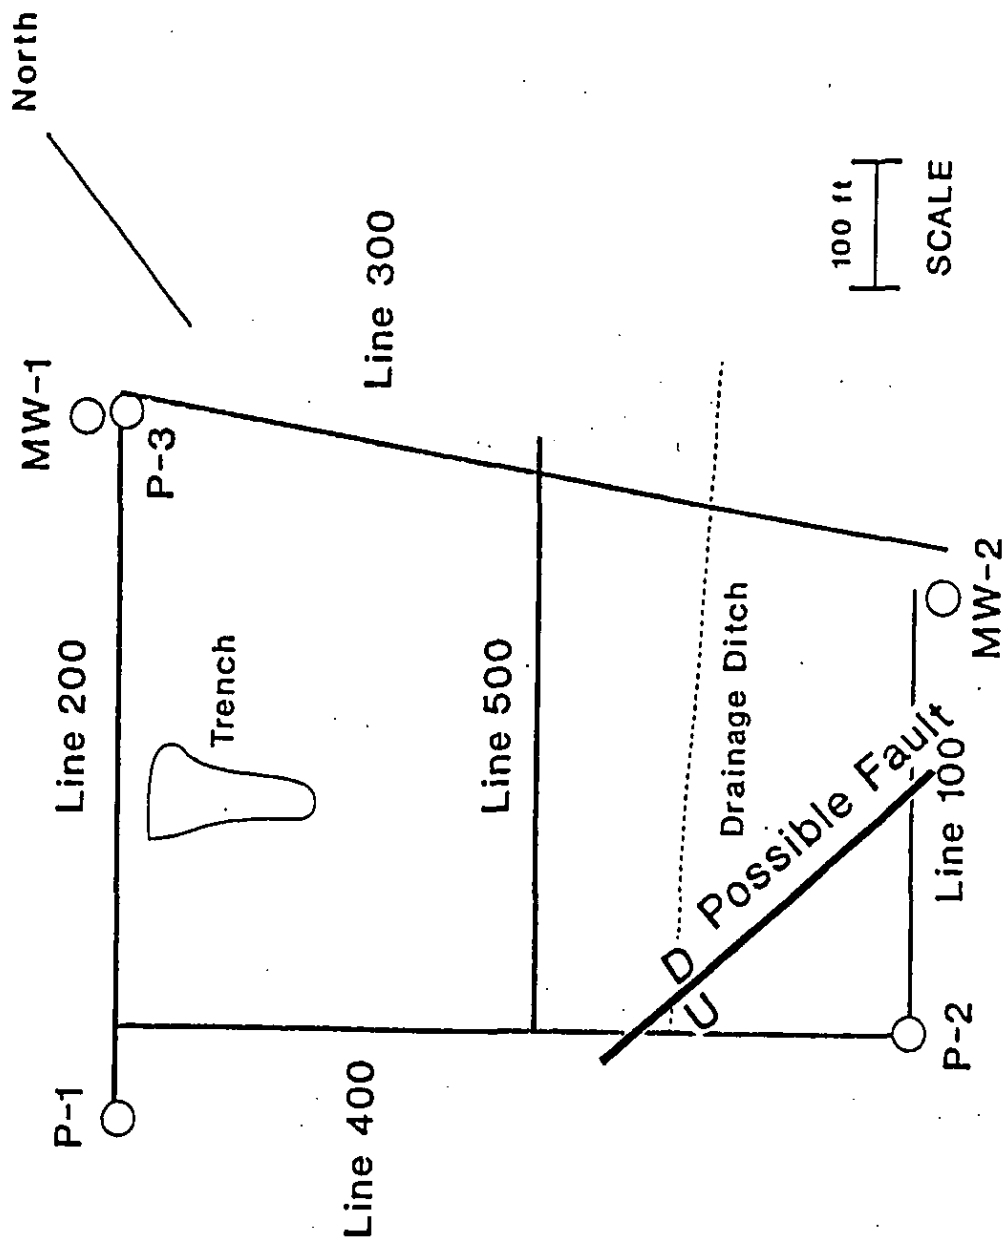 North
MW-1
P-3
Line 200
P-1
Trench
Line 300
Line 400
Line 500
Drainage Ditch
D
U
Possible Fault
Line 100
P-2
MW-2
100 ft
SCALE